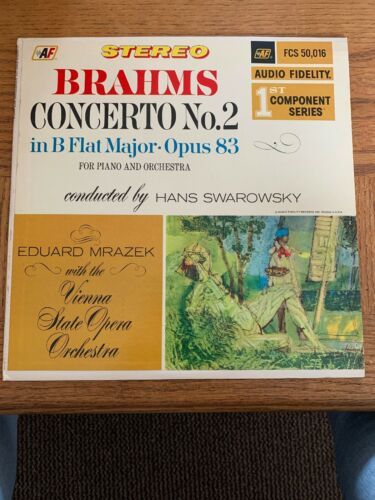 AF
STEREO
AF
FCS 50,016
AUDIO FIDELITY®
1ST COMPONENT SERIES
BRAHMS
CONCERTO No.2
in B Flat Major·Opus 83
FOR PIANO AND ORCHESTRA
conducted by HANS SWAROWSKY
EDUARD MRAZEK
with the
Vienna
State Opera
Orchestra